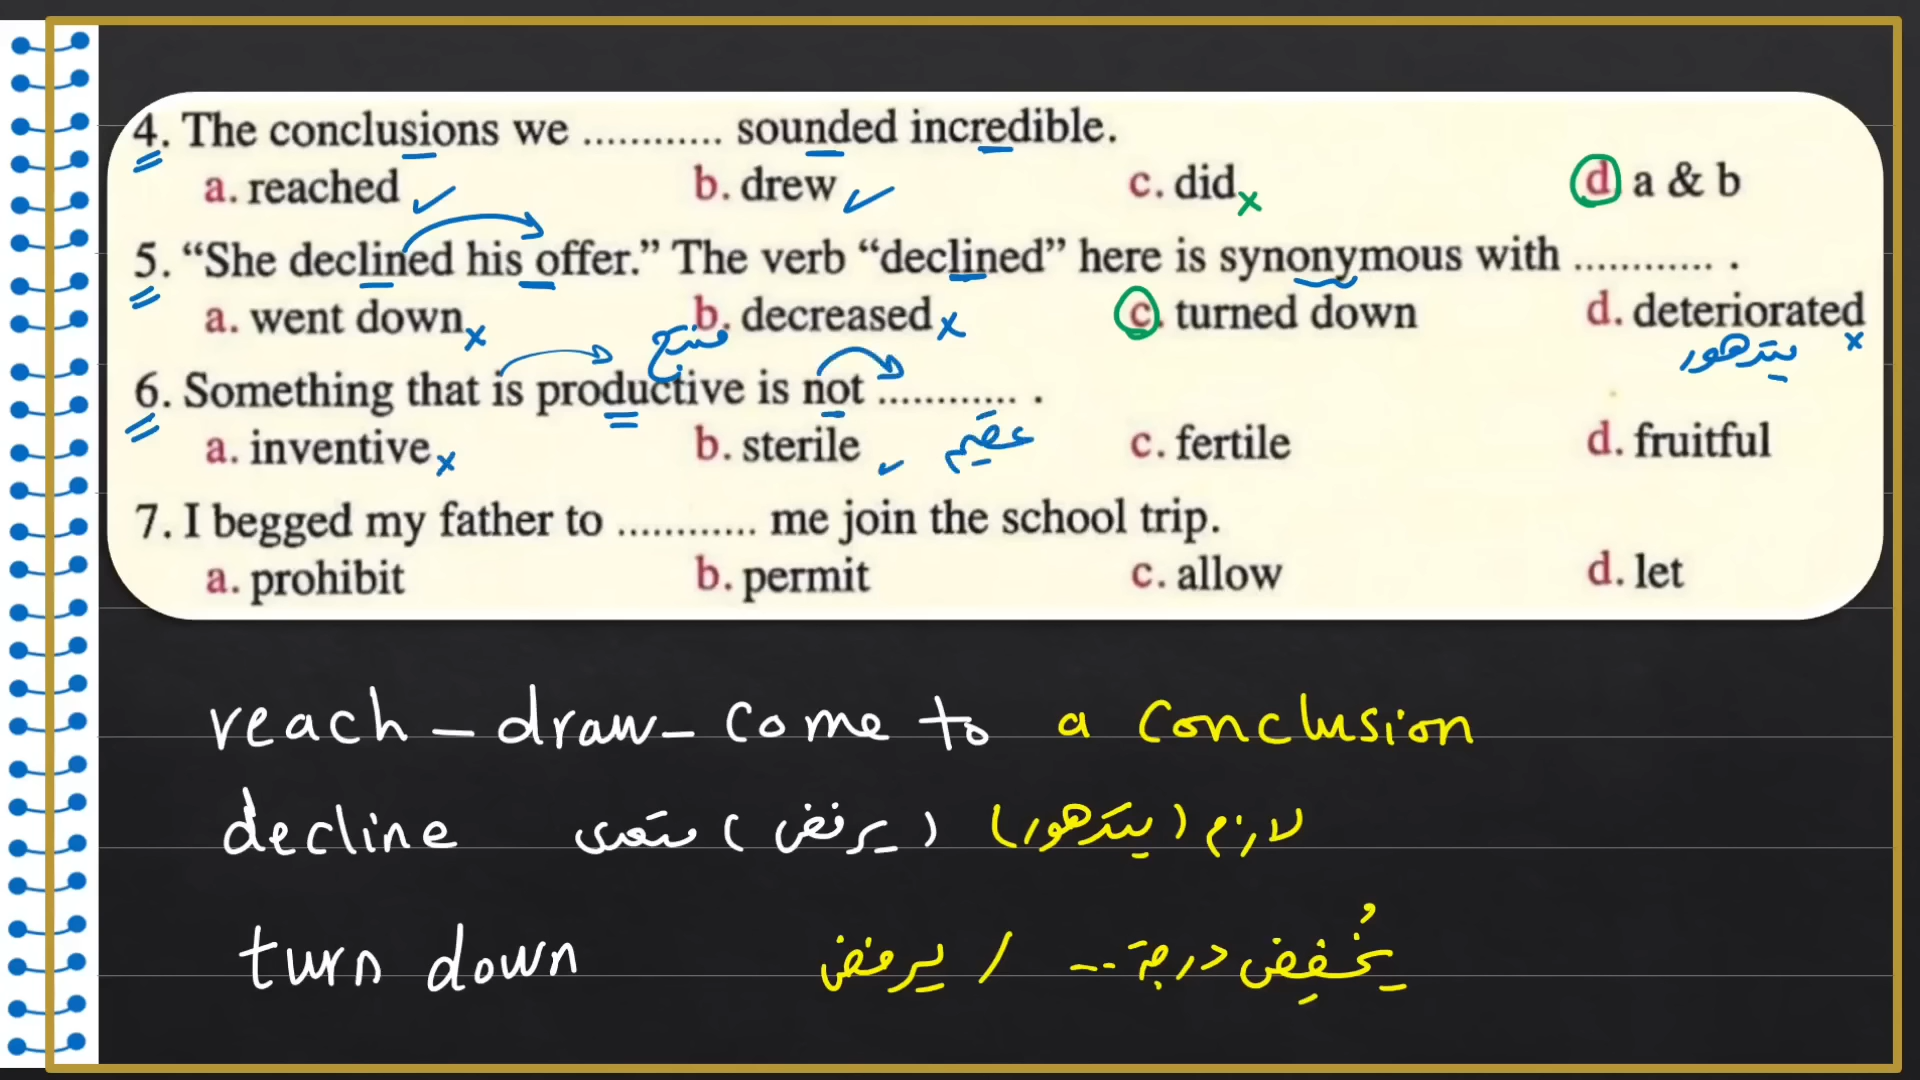 4. The conclusions we ............ sounded incredible.
a. reached b. drew c. did d a & b
5. “She declined his offer.” The verb “declined” here is synonymous with ............ .
a. went down b. decreased c. turned down d. deteriorated
منتج
يتدهور
6. Something that is productive is not ............ .
a. inventive b. sterile عقيم c. fertile d. fruitful
7. I begged my father to ............ me join the school trip.
a. prohibit b. permit c. allow d. let
reach - draw - come to a conclusion
decline متعدى (يرفض) لازم (يتدهور)
turn down يُخفض درجة -- / يرفض